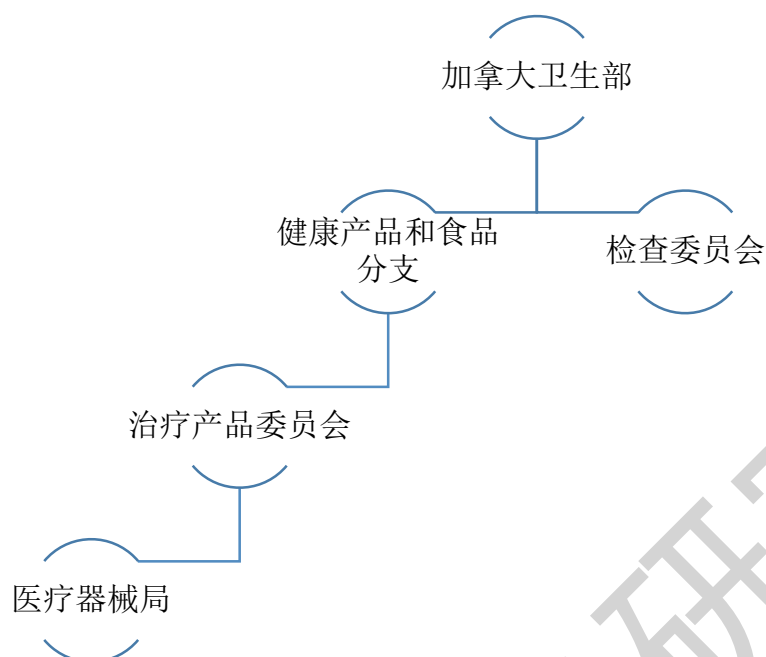 加拿大卫生部
健康产品和食品
分支
检查委员会
治疗产品委员会
医疗器械局
研